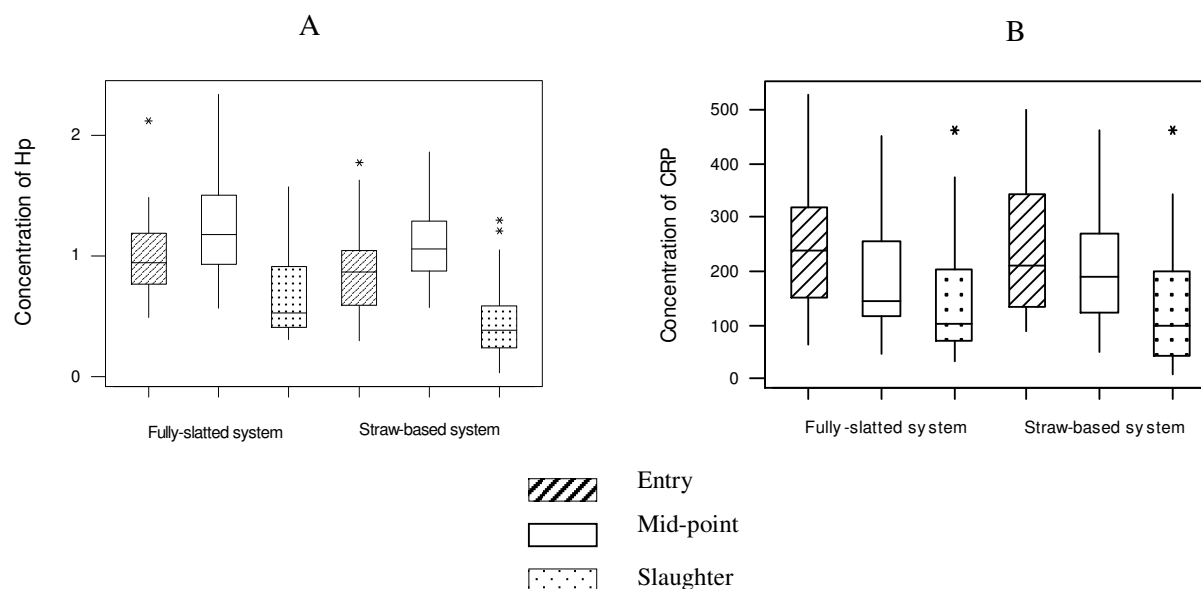 A
B
Concentration of Hp
2
1
0
Fully-slatted system Straw-based system
Concentration of CRP
500
400
300
200
100
0
Fully-slatted system Straw-based system
Entry
Mid-point
Slaughter